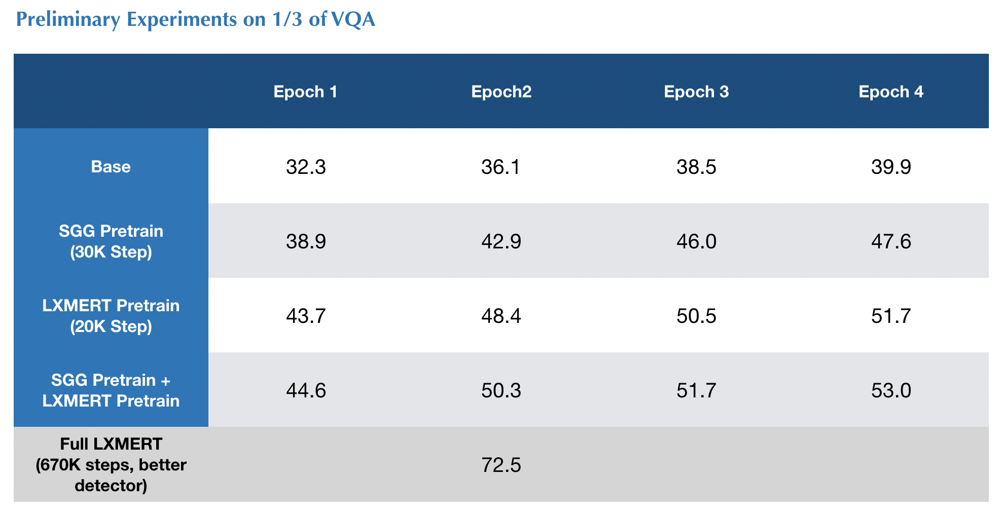 Preliminary Experiments on 1/3 of VQA
Epoch 1 Epoch2 Epoch 3 Epoch 4
Base 32.3 36.1 38.5 39.9
SGG Pretrain
(30K Step) 38.9 42.9 46.0 47.6
LXMERT Pretrain
(20K Step) 43.7 48.4 50.5 51.7
SGG Pretrain +
LXMERT Pretrain 44.6 50.3 51.7 53.0
Full LXMERT
(670K steps, better
detector) 72.5